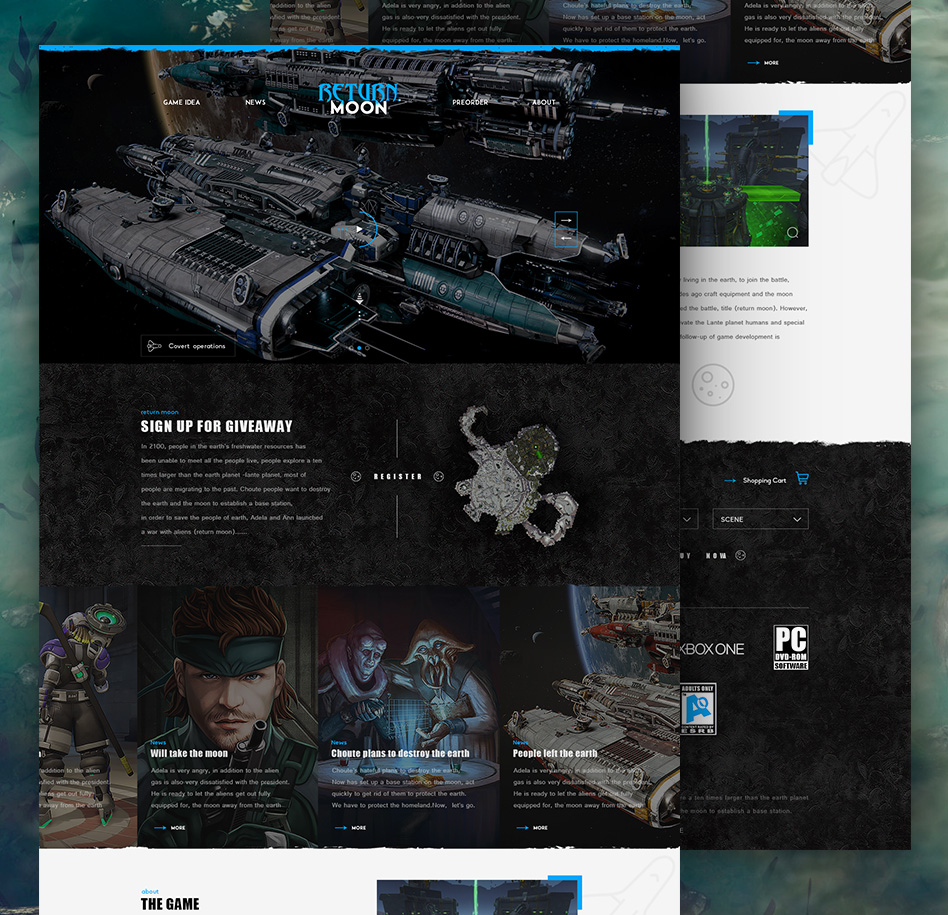 Adela is very angry, in addition to the alien
gas is also very dissatisfied with the president.
He is ready to let the aliens get out fully
equipped for, the moon away from the earth.
Now has set up a base station on the moon, act
quickly to get rid of them to protect the earth.
We have to protect the homeland.Now, let's go.
Adela is very angry, in addition to the alien
gas is also very dissatisfied with the president.
He is ready to let the aliens get out fully
equipped for, the moon away from the earth.
MORE
GAME IDEA
NEWS
RETURN
MOON
PREORDER
ABOUT
Covert operations
return moon
SIGN UP FOR GIVEAWAY
In 2100, people in the earth's freshwater resources has
been unable to meet all the people live, people explore a ten
times larger than the earth planet -lante planet, most of
people are migrating to the past. Choute people want to destroy
the earth and the moon to establish a base station,
in order to save the people of earth, Adela and Ann launched
a war with aliens (return moon)......
REGISTER
addition to the alien
sfied with the president.
aliens get out fully
away from the earth
News
Will take the moon
Adela is very angry, in addition to the alien
gas is also very dissatisfied with the president.
He is ready to let the aliens get out fully
equipped for, the moon away from the earth.
MORE
News
Choute plans to destroy the earth
Choute's hateful plans to destroy the earth,
Now has set up a base station on the moon, act
quickly to get rid of them to protect the earth.
We have to protect the homeland.Now, let's go.
MORE
News
People left the earth
Adela is very angry, in addition to the alien
gas is also very dissatisfied with the president.
He is ready to let the aliens get out fully
equipped for, the moon away from the earth.
MORE
about
THE GAME
living in the earth, to join the battle,
ago craft equipment and the moon
the battle, title (return moon). However,
the Lante planet humans and special
follow-up of game development is
Shopping Cart
SCENE
NOW
XBOX ONE
PC
DVD-ROM
SOFTWARE
ADULTS ONLY
ESRB
a ten times larger than the earth planet
the moon to establish a base station.